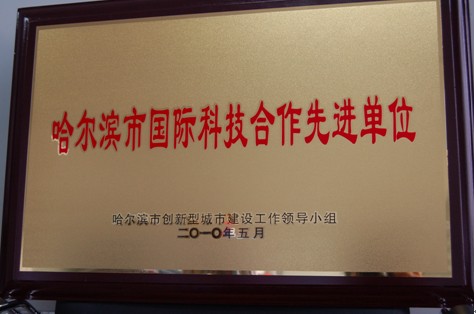 哈尔滨市国际科技合作先进单位
哈尔滨市创新型城市建设工作领导小组
二〇一〇年五月